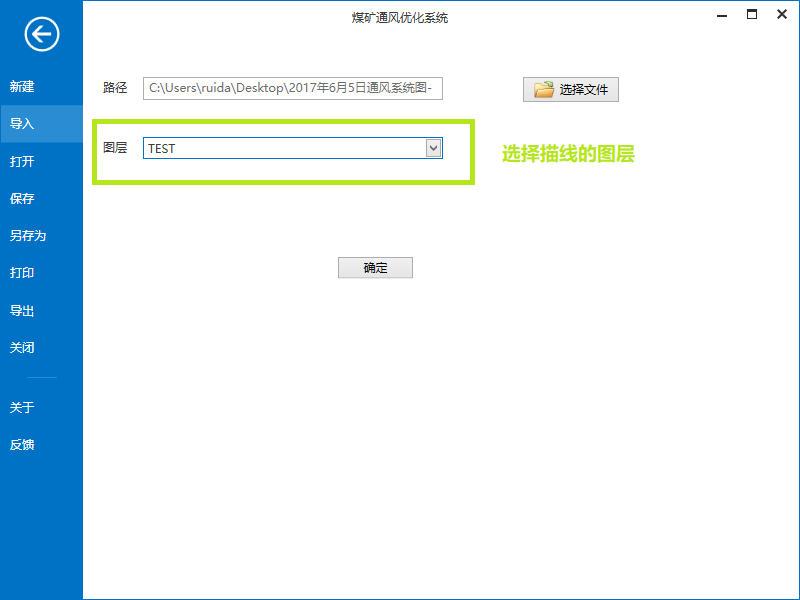 煤矿通风优化系统
新建
导入
打开
保存
另存为
打印
导出
关闭
关于
反馈
路径 C:\Users\ruida\Desktop\2017年6月5日通风系统图- 选择文件
图层 TEST 选择描线的图层
确定